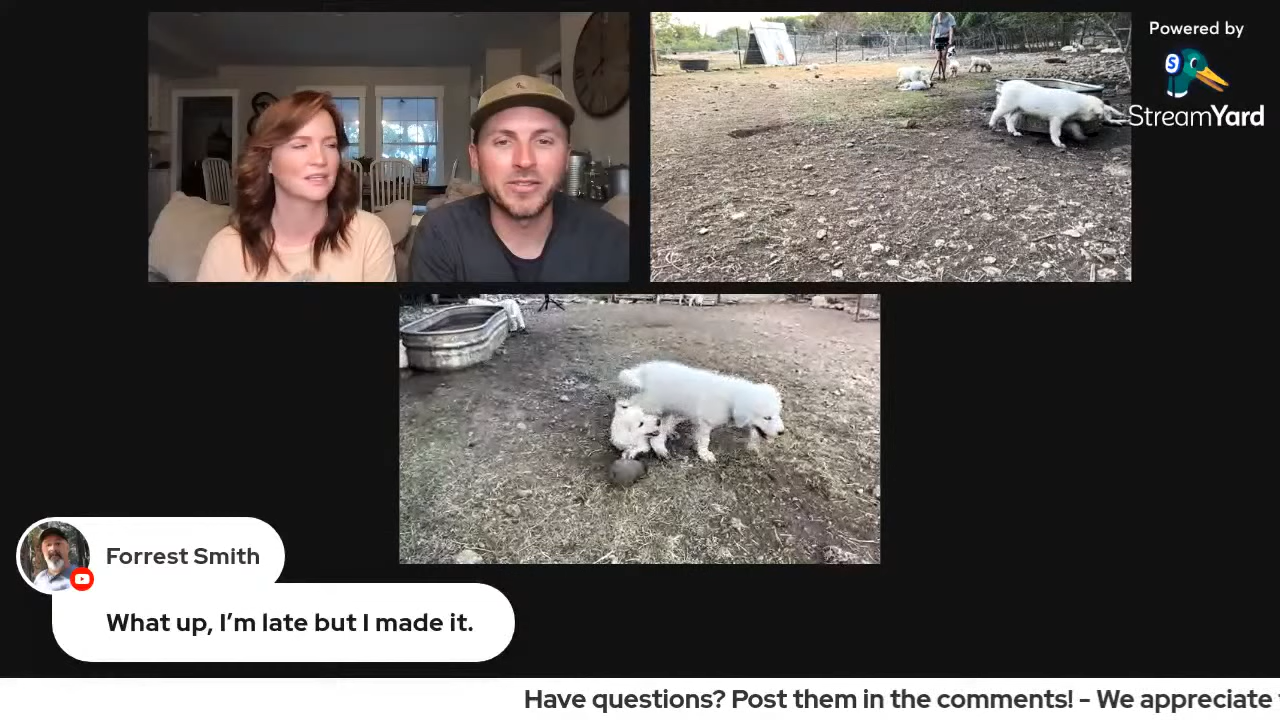 Powered by
S
StreamYard
Forrest Smith
What up, I’m late but I made it.
Have questions? Post them in the comments! - We appreciate